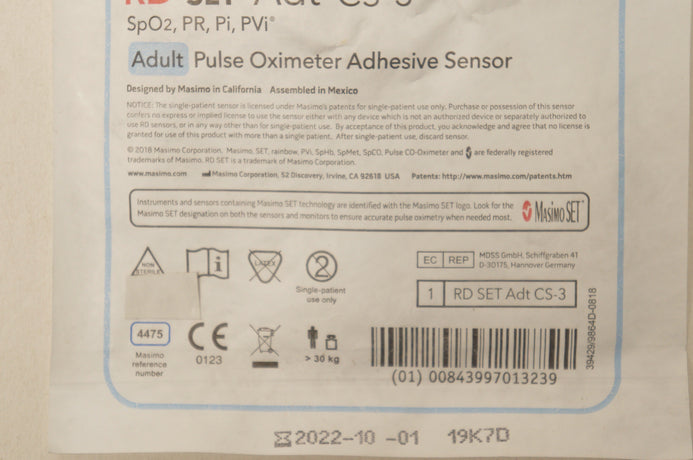 RD SET Adt CS-3
SpO2, PR, Pi, PVi®
Adult Pulse Oximeter Adhesive Sensor
Designed by Masimo in California Assembled in Mexico
NOTICE: The single-patient sensor is licensed under Masimo's patents for single-patient use only. Purchase or possession of this sensor
confers no express or implied license to use the sensor either with any device which is not an authorized device or separately authorized to
use RD sensors, or in any way other than for single-patient use. By acceptance of this product, you acknowledge and agree that no license is
granted for use of this product with more than a single patient. After single-patient use, discard sensor.
© 2018 Masimo Corporation. Masimo, SET, rainbow, PVi, SpHb, SpMet, SpCO, Pulse CO-Oximeter and are federally registered
trademarks of Masimo. RD SET is a trademark of Masimo Corporation.
www.masimo.com Masimo Corporation, 52 Discovery, Irvine, CA 92618 USA Patents: http://www.masimo.com/patents.htm
Instruments and sensors containing Masimo SET technology are identified with the Masimo SET logo. Look for the
Masimo SET designation on both the sensors and monitors to ensure accurate pulse oximetry when needed most.
Masimo SET
NON
STERILE
i
LATEX
2
Single-patient
use only
EC REP
MDSS GmbH, Schiffgraben 41
D-30175, Hannover Germany
1 RD SET Adt CS-3
4475
Masimo
reference
number
CE
0123
> 30 kg
39429/9864D-0818
(01) 00843997013239
2022-10-01 19K7D